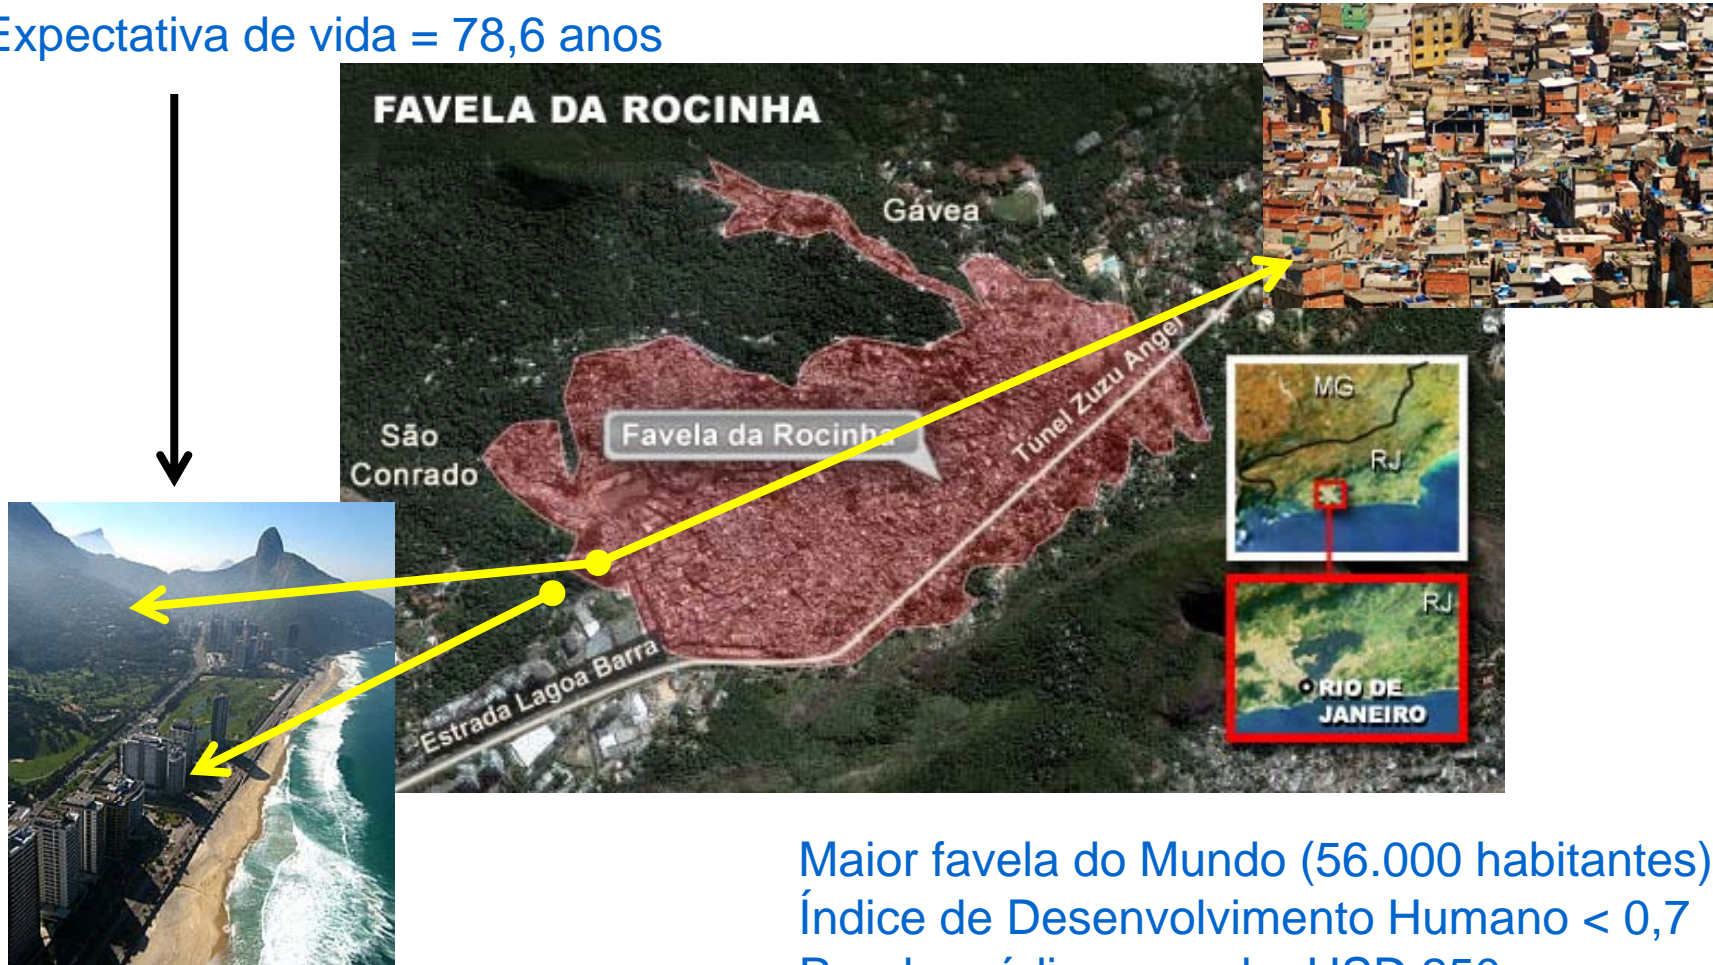 Expectativa de vida = 78,6 anos
FAVELA DA ROCINHA
Gávea
São
Conrado
Favela da Rocinha
Túnel Zuzu Angel
Estrada Lagoa Barra
MG
RJ
RJ
RIO DE
JANEIRO
Maior favela do Mundo (56.000 habitantes)
Índice de Desenvolvimento Humano < 0,7